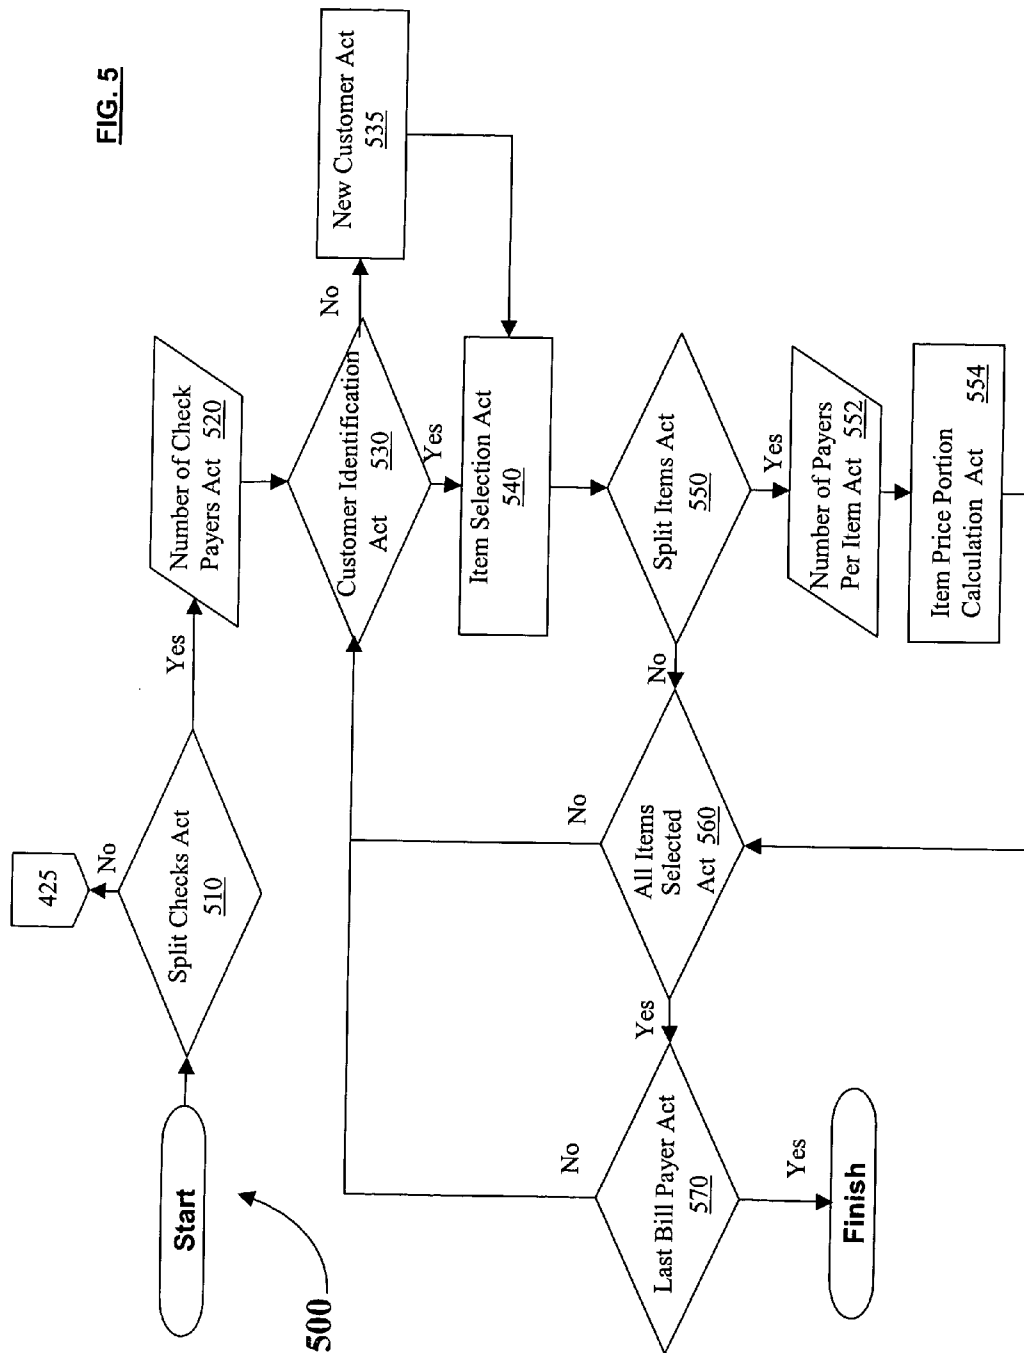 FIG. 5
Start
500
Split Checks Act
510
No
425
Yes
Number of Check
Payers Act 520
Customer Identification
Act 530
No
New Customer Act
535
Yes
Item Selection Act
540
Split Items Act
550
Yes
Number of Payers
Per Item Act 552
Item Price Portion
Calculation Act 554
No
All Items
Selected
Act 560
No
Yes
Last Bill Payer Act
570
No
Yes
Finish